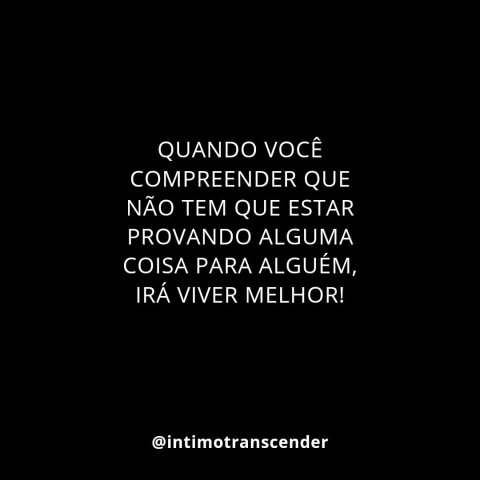 QUANDO VOCÊ
COMPREENDER QUE
NÃO TEM QUE ESTAR
PROVANDO ALGUMA
COISA PARA ALGUÉM,
IRÁ VIVER MELHOR!
@intimotranscender